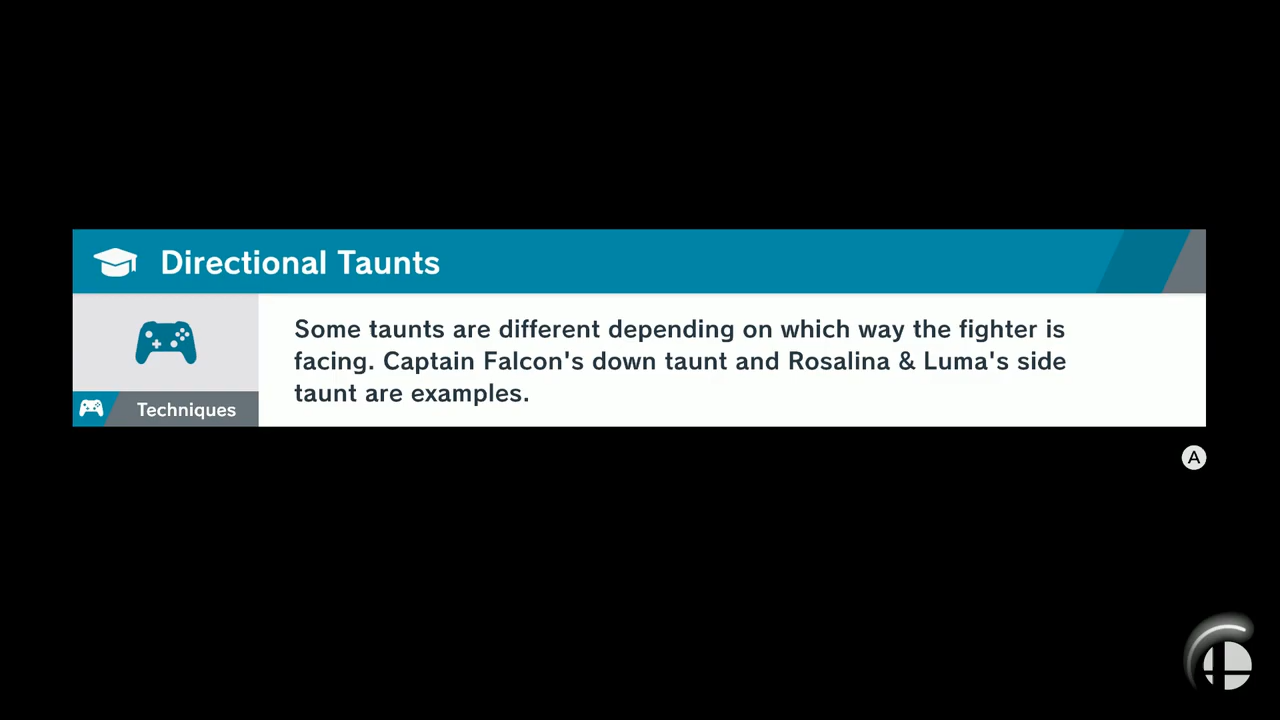 Directional Taunts
Some taunts are different depending on which way the fighter is
facing. Captain Falcon's down taunt and Rosalina & Luma's side
taunt are examples.
Techniques
A